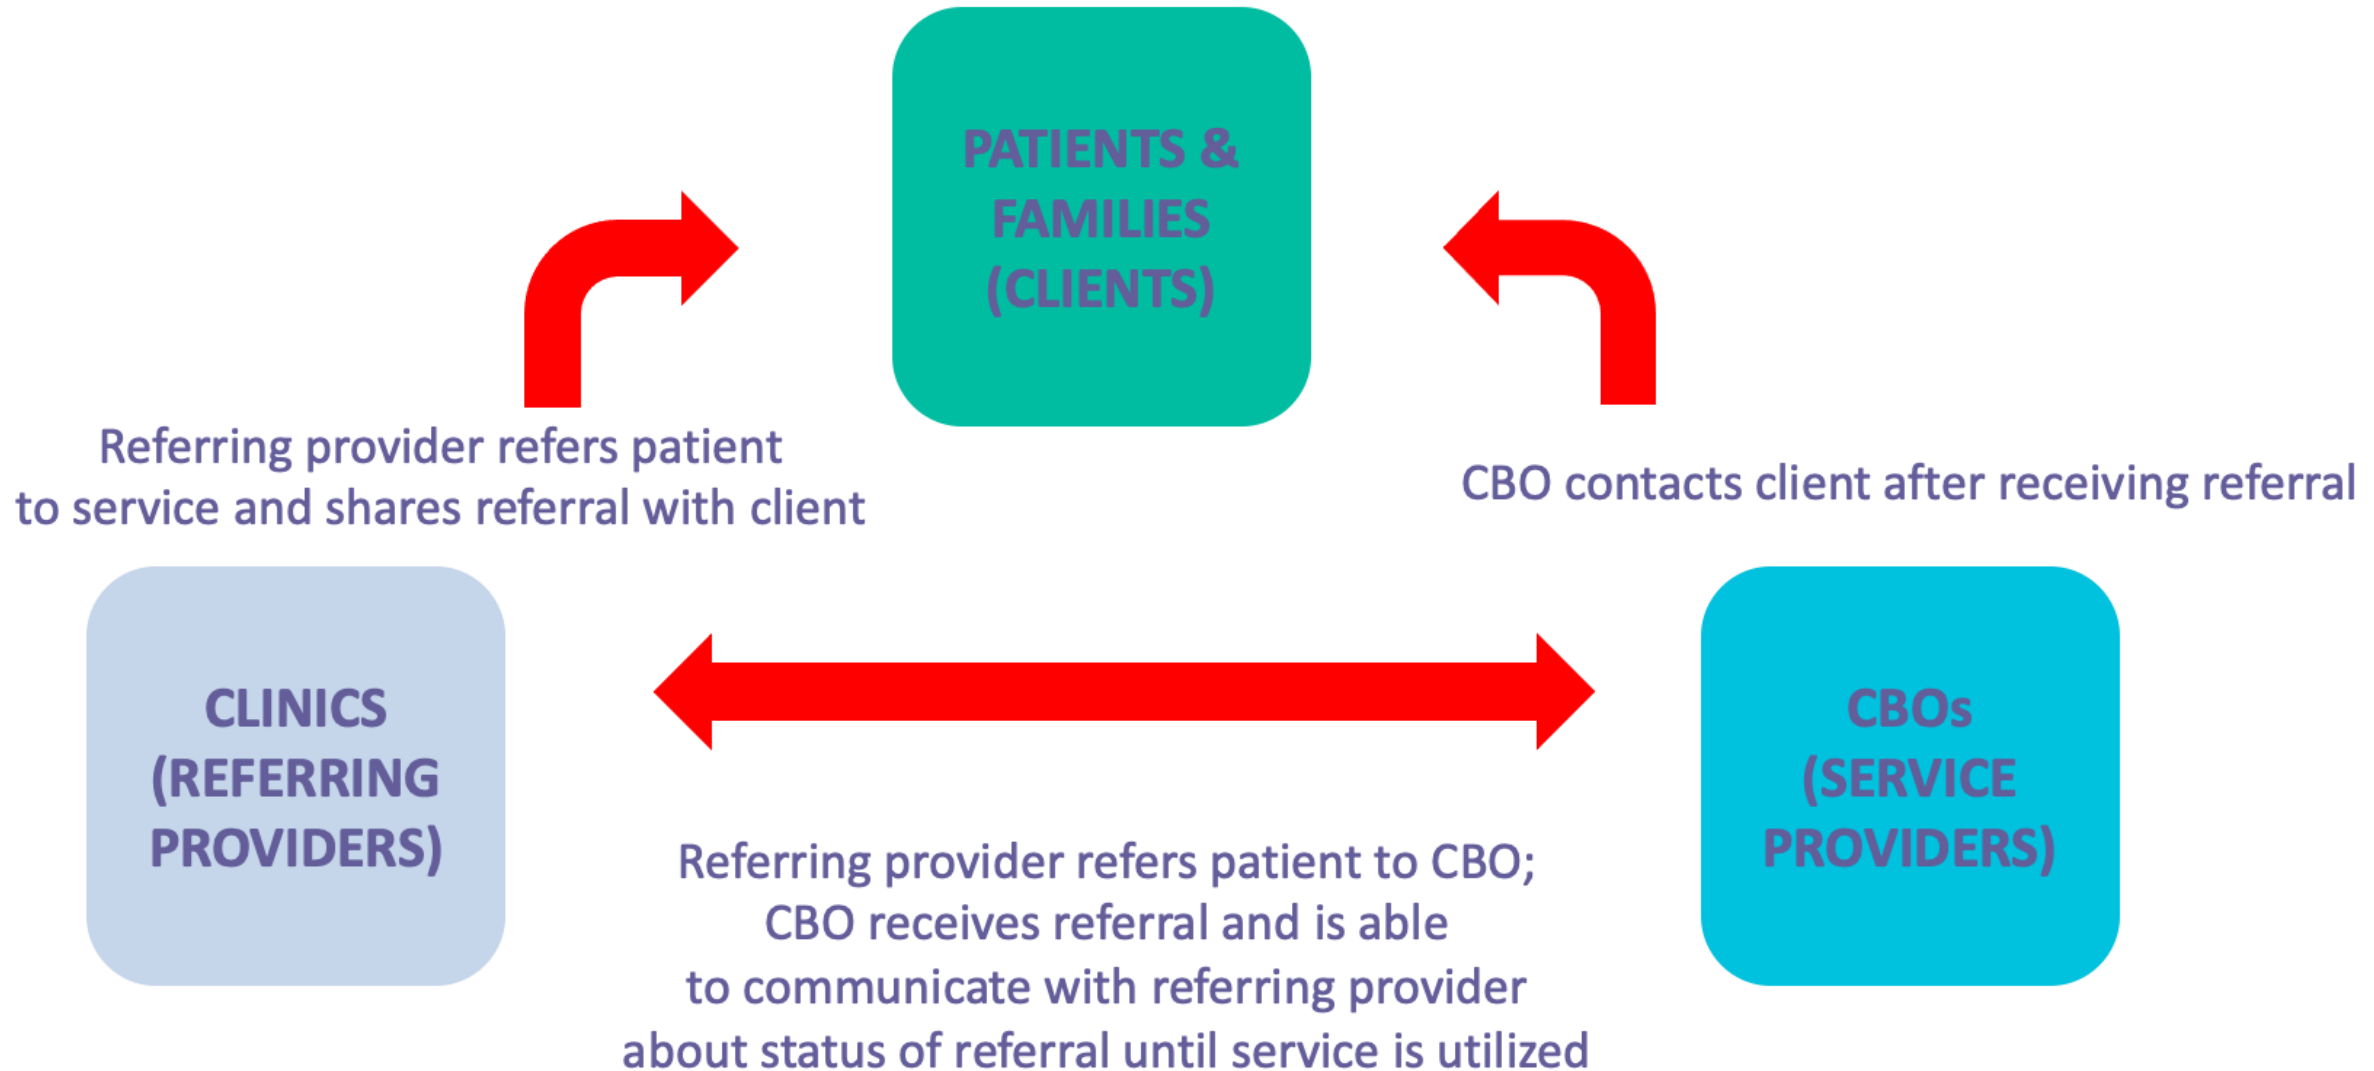 PATIENTS &
FAMILIES
(CLIENTS)
Referring provider refers patient
to service and shares referral with client
CBO contacts client after receiving referral
CLINICS
(REFERRING
PROVIDERS)
CBOs
(SERVICE
PROVIDERS)
Referring provider refers patient to CBO;
CBO receives referral and is able
to communicate with referring provider
about status of referral until service is utilized